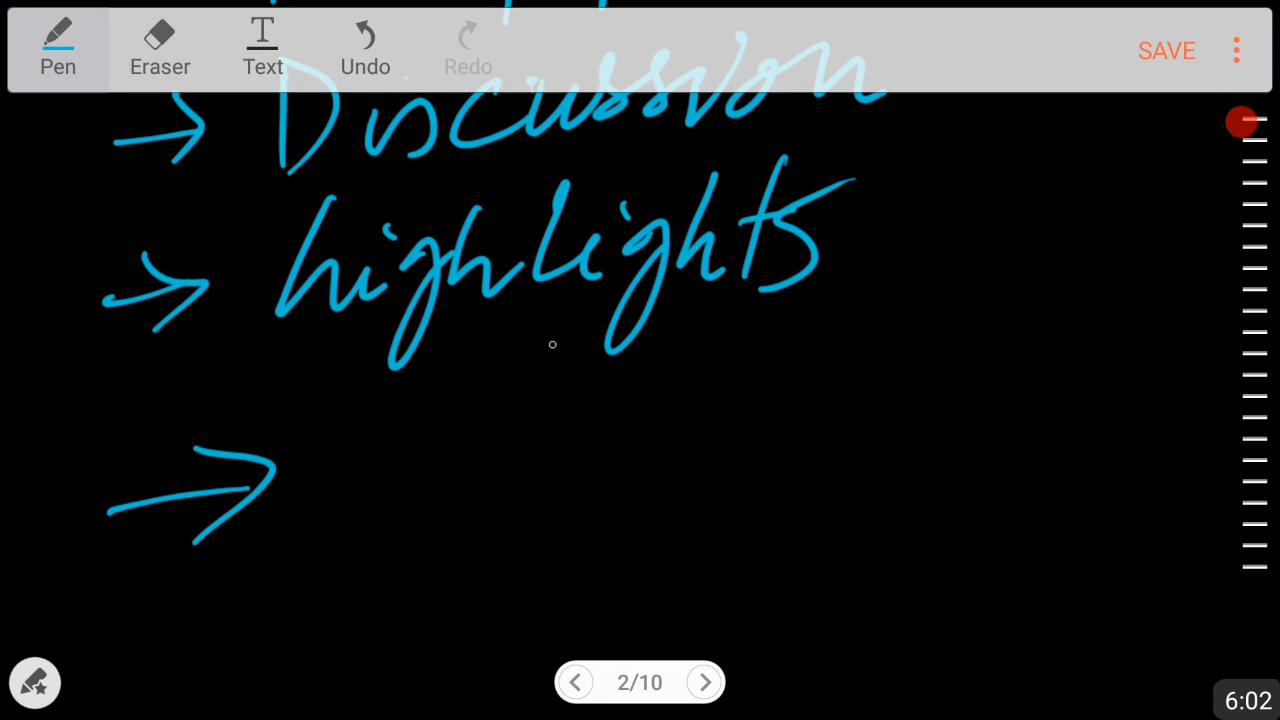 Pen Eraser Text Undo Redo SAVE
→ Discussion
→ highlights
→
2/10
6:02